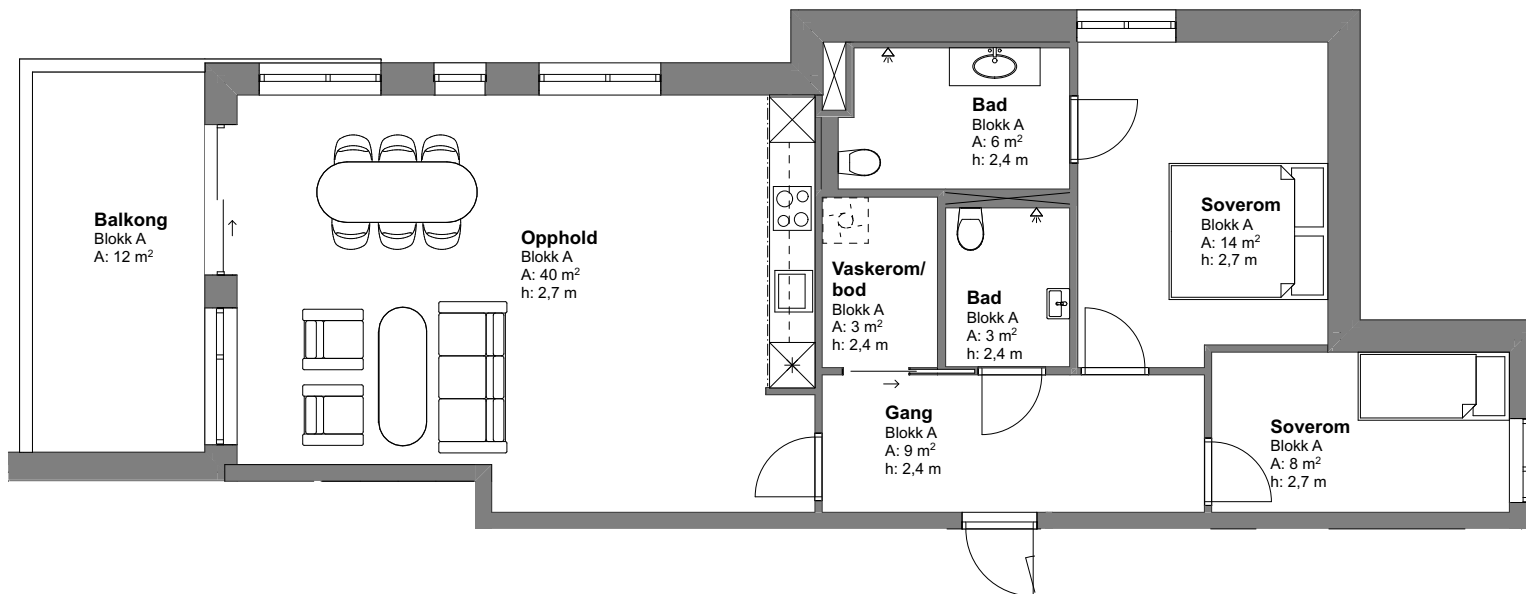 Balkong
Blokk A
A: 12 m²
Opphold
Blokk A
A: 40 m²
h: 2,7 m
Bad
Blokk A
A: 6 m²
h: 2,4 m
Vaskerom/
bod
Blokk A
A: 3 m²
h: 2,4 m
Bad
Blokk A
A: 3 m²
h: 2,4 m
Soverom
Blokk A
A: 14 m²
h: 2,7 m
Gang
Blokk A
A: 9 m²
h: 2,4 m
Soverom
Blokk A
A: 8 m²
h: 2,7 m